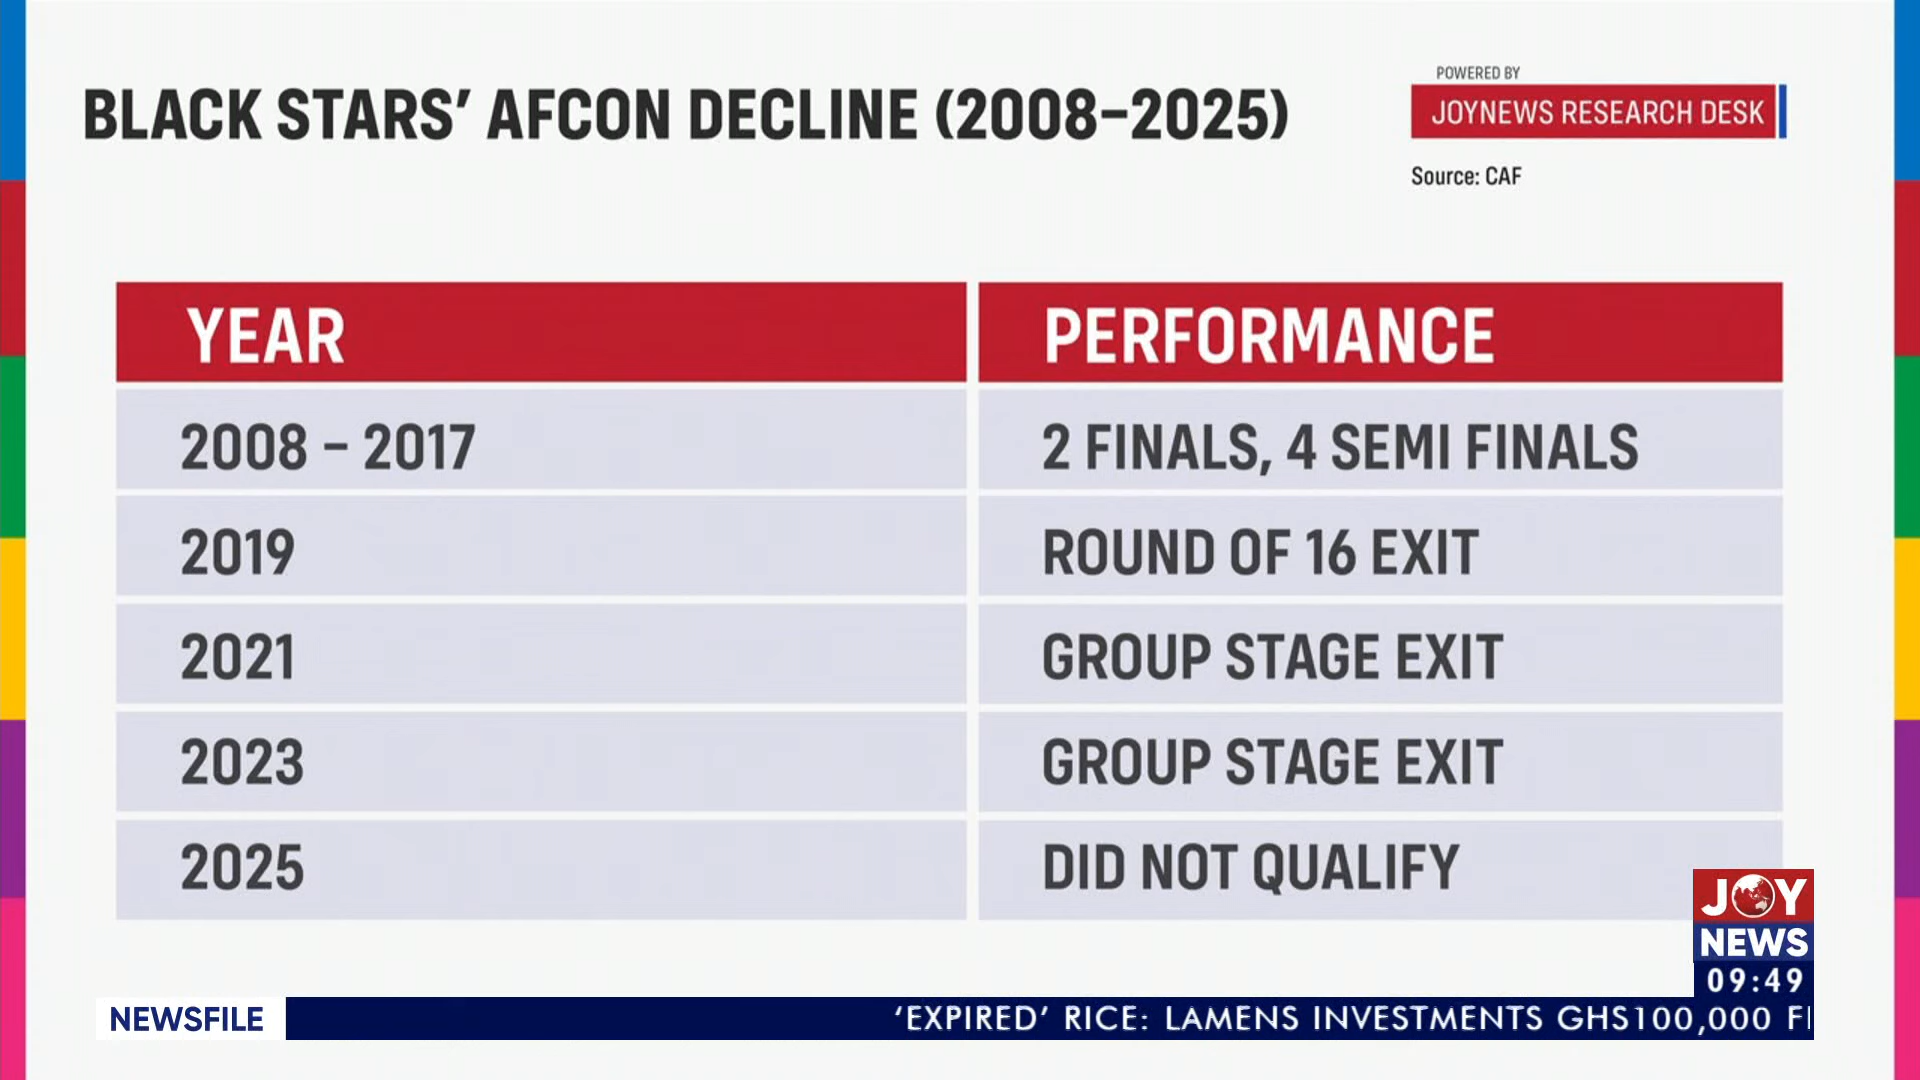 BLACK STARS’ AFCON DECLINE (2008–2025)
POWERED BY
JOYNEWS RESEARCH DESK
Source: CAF
YEAR PERFORMANCE
2008 – 2017 2 FINALS, 4 SEMI FINALS
2019 ROUND OF 16 EXIT
2021 GROUP STAGE EXIT
2023 GROUP STAGE EXIT
2025 DID NOT QUALIFY
JOY
NEWS
09:49
NEWSFILE ‘EXPIRED’ RICE: LAMENS INVESTMENTS GHS100,000